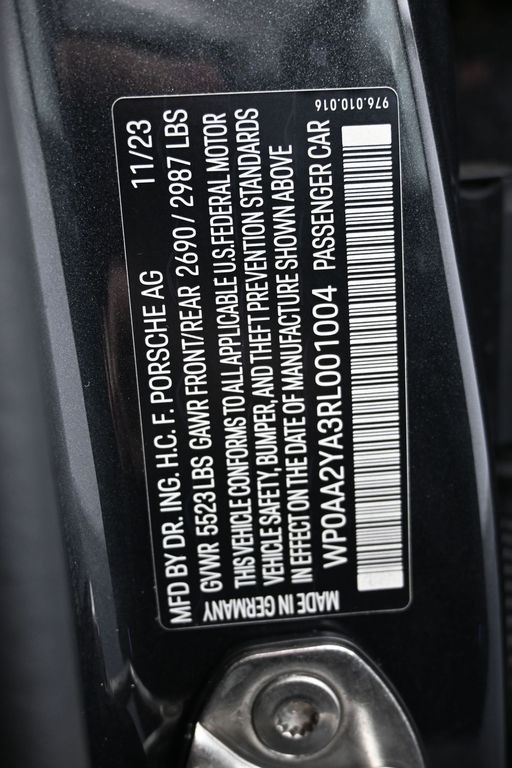 MFD BY DR. ING. H.C. F. PORSCHE AG 11/23
GVWR 5523 LBS GAWR FRONT/REAR 2690 / 2987 LBS
THIS VEHICLE CONFORMS TO ALL APPLICABLE U.S.FEDERAL MOTOR
VEHICLE SAFETY, BUMPER, AND THEFT PREVENTION STANDARDS
IN EFFECT ON THE DATE OF MANUFACTURE SHOWN ABOVE
WP0AA2YA3RL001004 PASSENGER CAR
MADE IN GERMANY
976.010.016